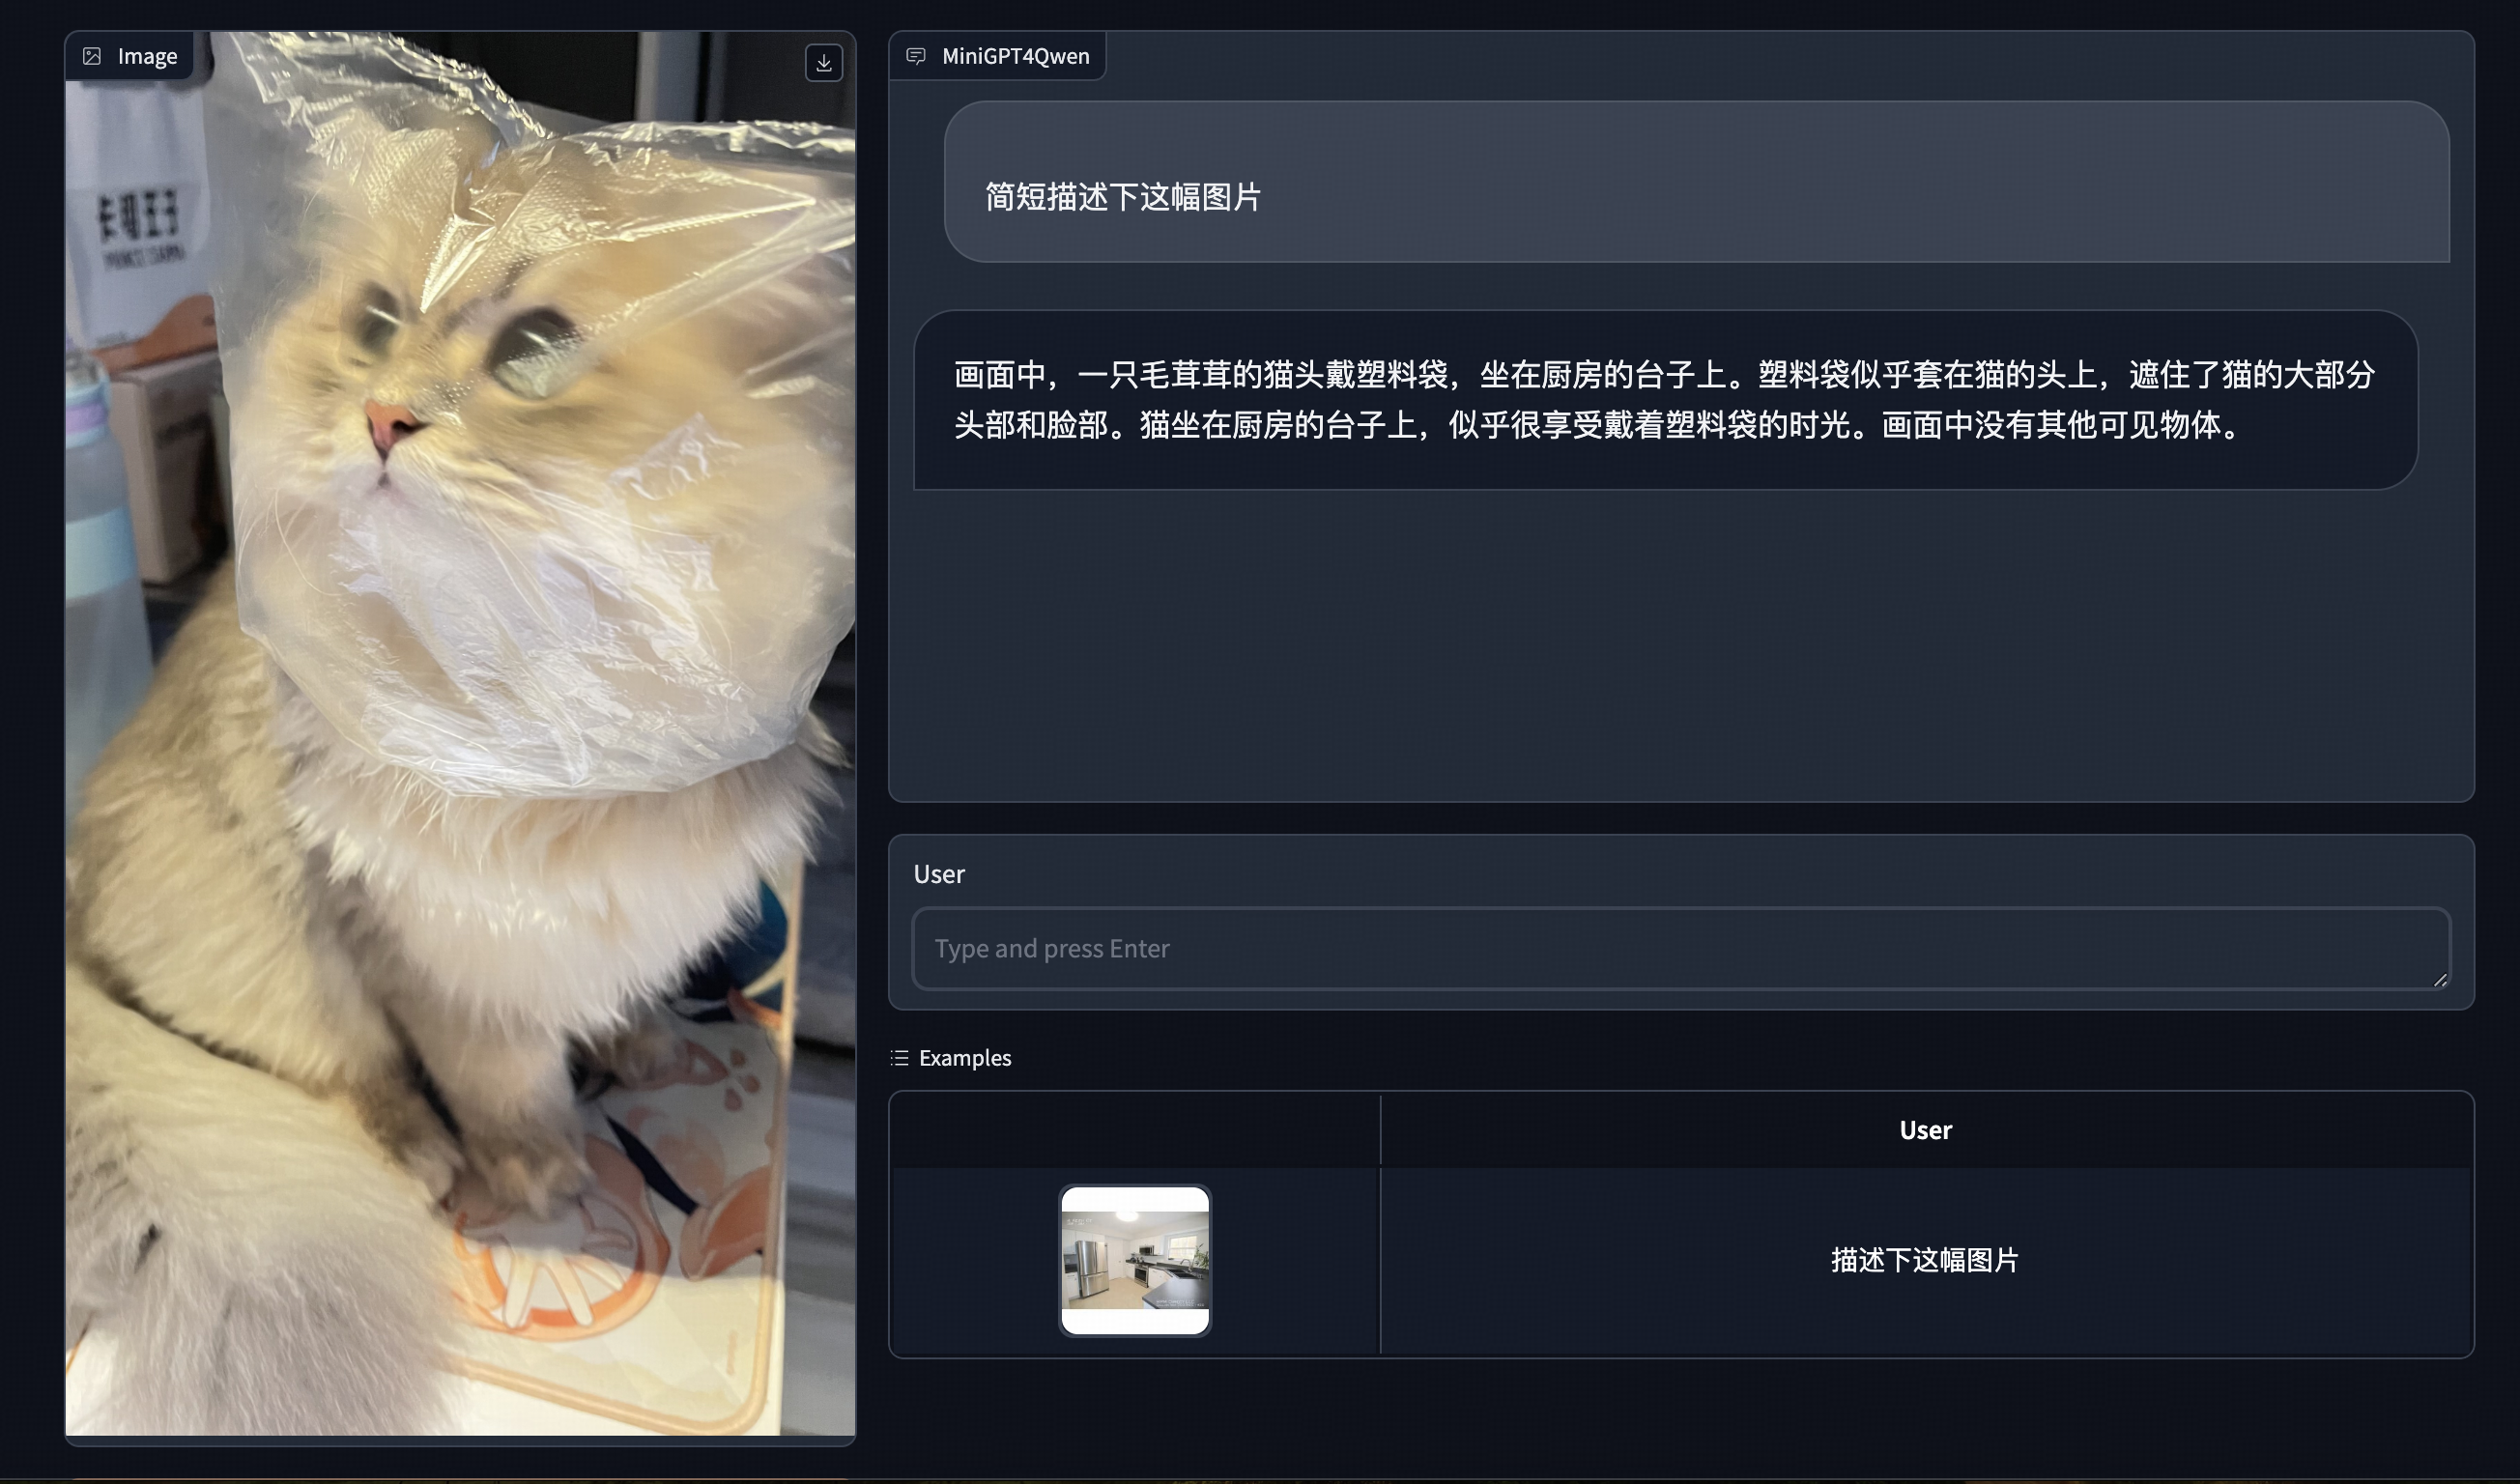 Image
卡理王子
MiniGPT4Qwen
简短描述下这幅图片
画面中，一只毛茸茸的猫头戴塑料袋，坐在厨房的台子上。塑料袋似乎套在猫的头上，遮住了猫的大部分
头部和脸部。猫坐在厨房的台子上，似乎很享受戴着塑料袋的时光。画面中没有其他可见物体。
User
Type and press Enter
Examples
User
描述下这幅图片